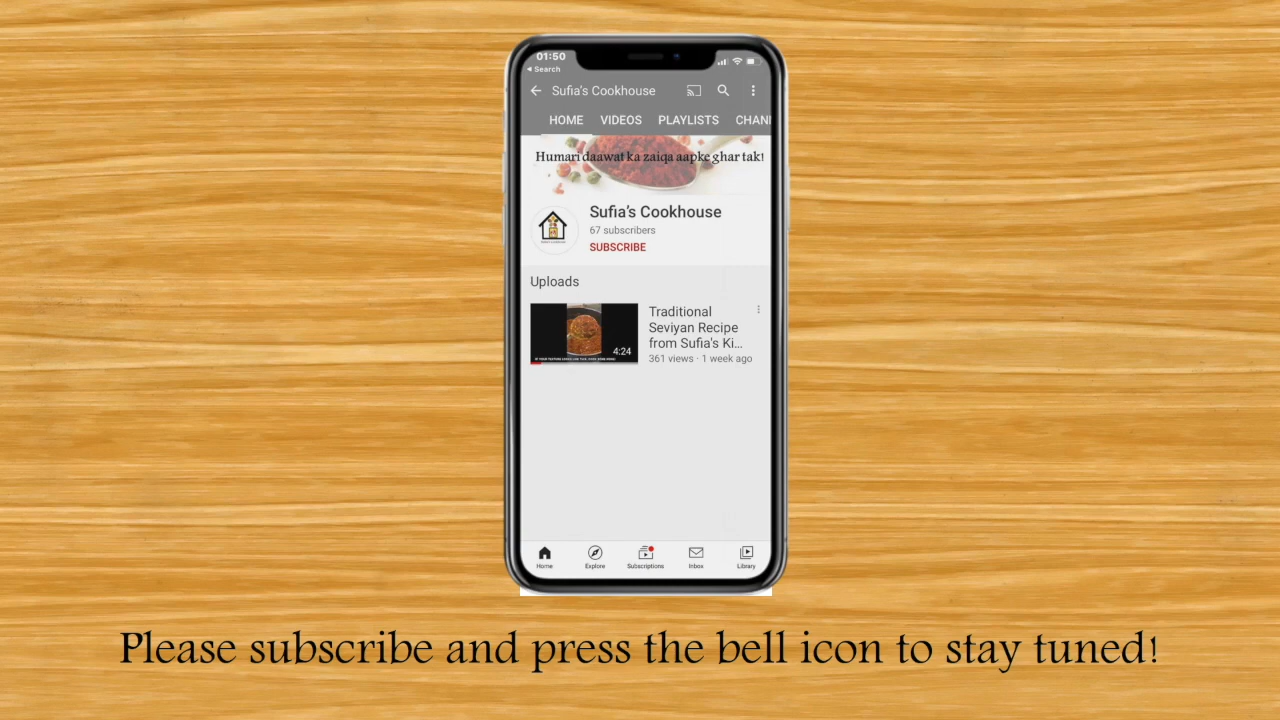 01:50
Search
Sufia's Cookhouse
HOME VIDEOS PLAYLISTS CHAN
Humari daawat ka zaiqa aapke ghar tak!
Sufia's Cookhouse
67 subscribers
SUBSCRIBE
Uploads
Traditional
Seviyan Recipe
from Sufia's Ki...
361 views · 1 week ago
4:24
Home Explore Subscriptions Inbox Library
Please subscribe and press the bell icon to stay tuned!